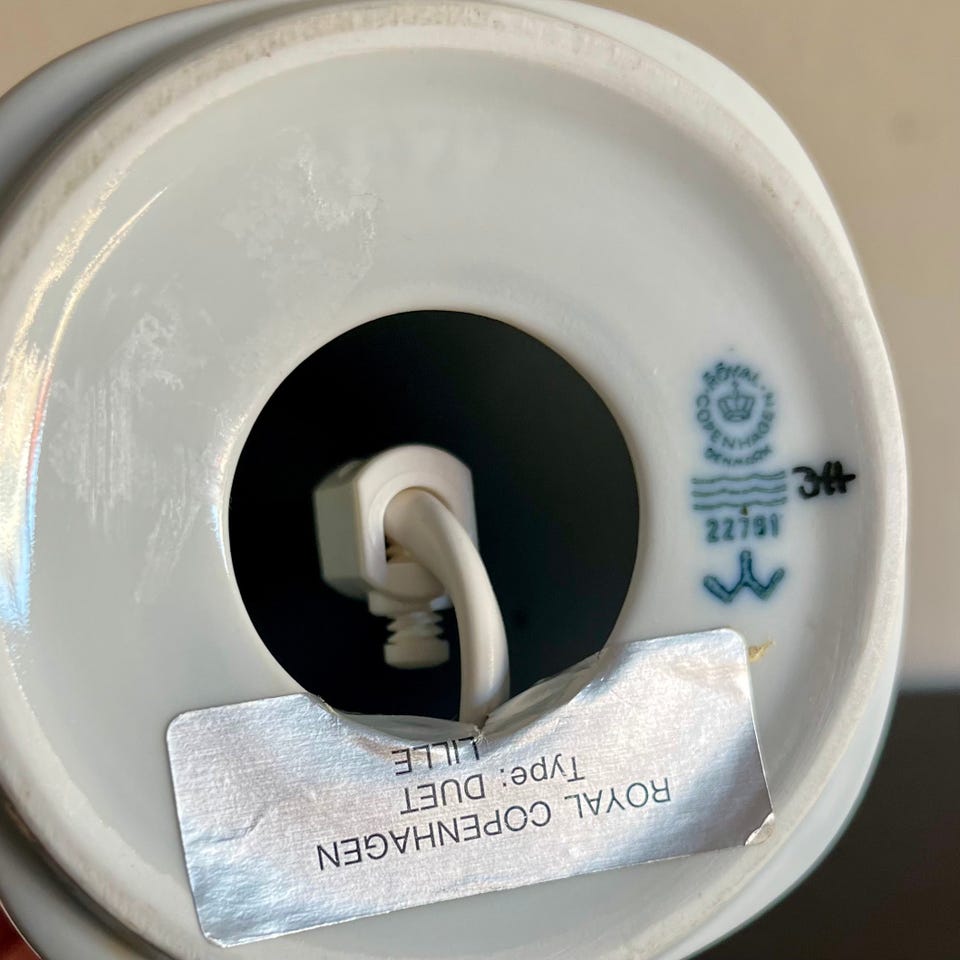 ROYAL COPENHAGEN
DENMARK
22791
ROYAL COPENHAGEN
Type: DUET
LILLE